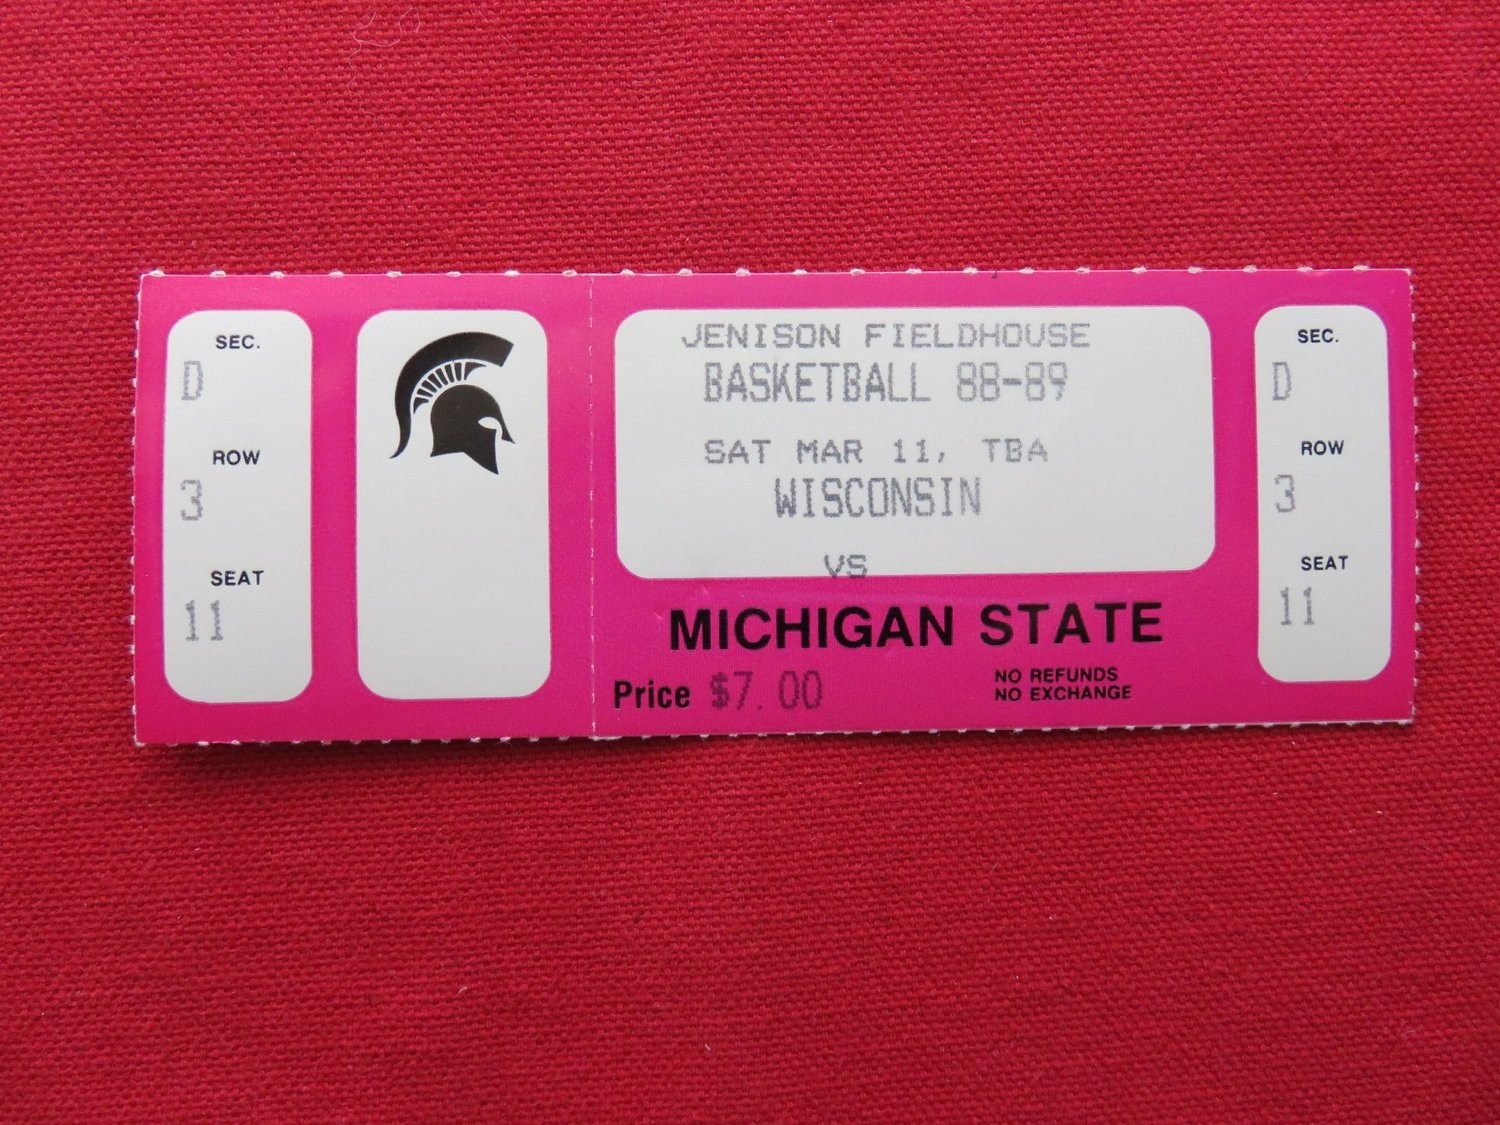 SEC.
D
ROW
3
SEAT
11
JENISON FIELDHOUSE
BASKETBALL 88-89
SAT MAR 11, TBA
WISCONSIN
VS
MICHIGAN STATE
Price $7.00
NO REFUNDS
NO EXCHANGE
SEC.
D
ROW
3
SEAT
11